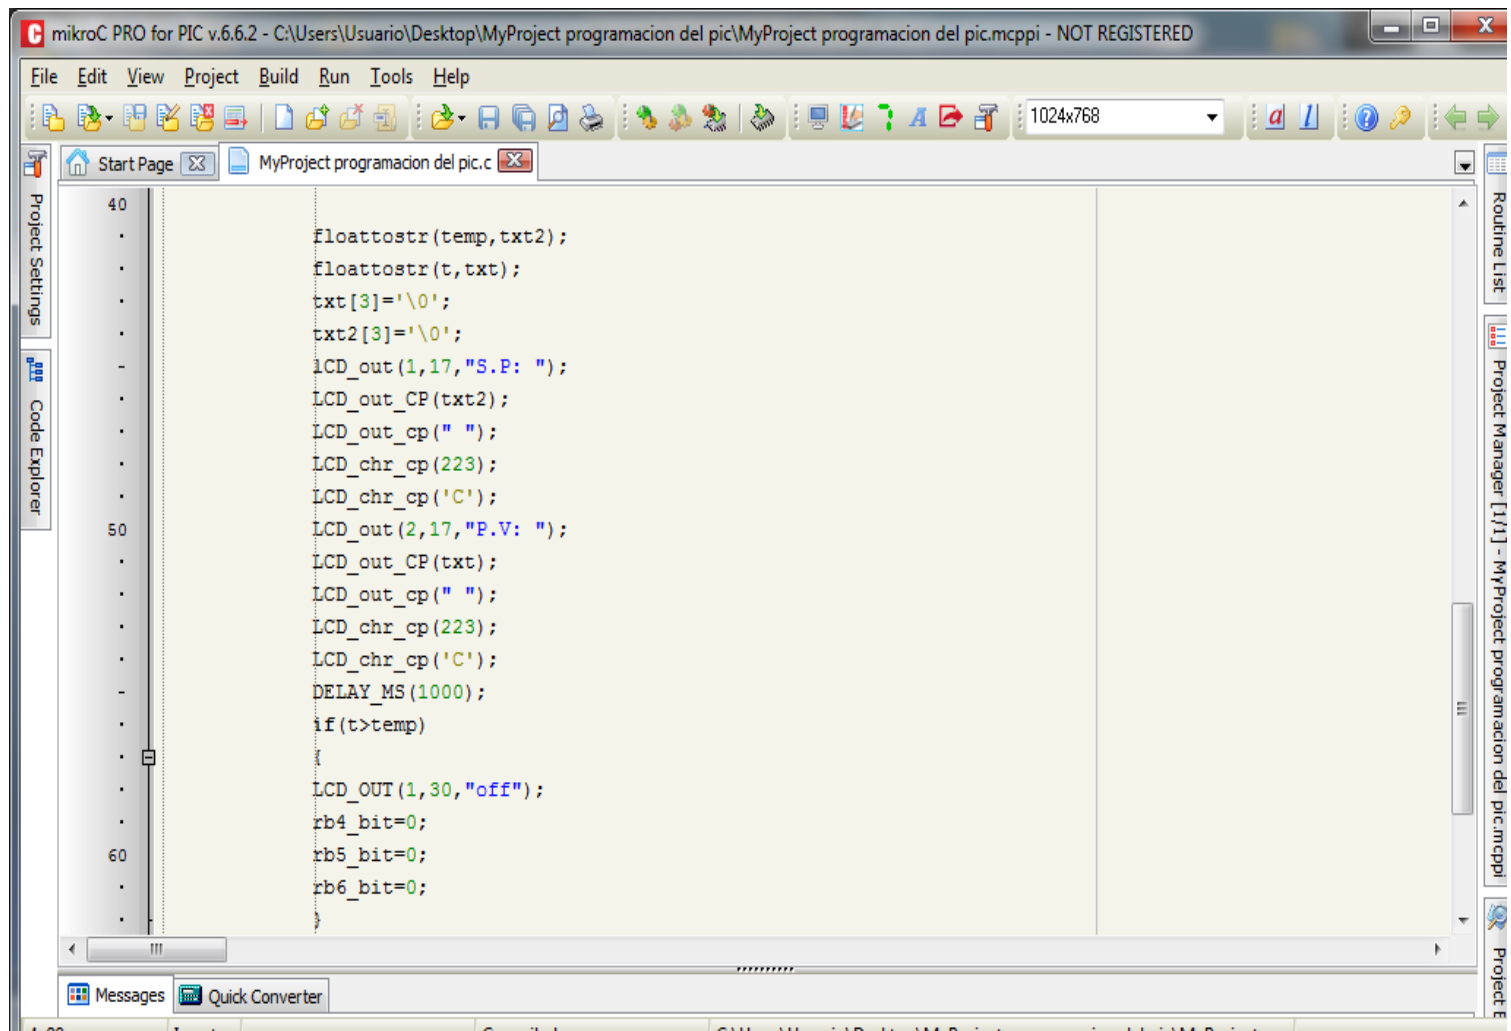 mikroC PRO for PIC v.6.6.2 - C:\Users\Usuario\Desktop\MyProject programacion del pic\MyProject programacion del pic.mcppi - NOT REGISTERED
File Edit View Project Build Run Tools Help
1024x768
Start Page
MyProject programacion del pic.c
Project Settings
Code Explorer
40
floattostr(temp,txt2);
floattostr(t,txt);
txt[3]='\0';
txt2[3]='\0';
lCD_out(1,17,"S.P: ");
LCD_out_CP(txt2);
LCD_out_cp(" ");
LCD_chr_cp(223);
LCD_chr_cp('C');
50 LCD_out(2,17,"P.V: ");
LCD_out_CP(txt);
LCD_out_cp(" ");
LCD_chr_cp(223);
LCD_chr_cp('C');
DELAY_MS(1000);
if(t>temp)
{
LCD_OUT(1,30,"off");
rb4_bit=0;
60 rb5_bit=0;
rb6_bit=0;
}
Routine List
Project Manager [1/1] - MyProject programacion del pic.mcppi
Project E
Messages
Quick Converter